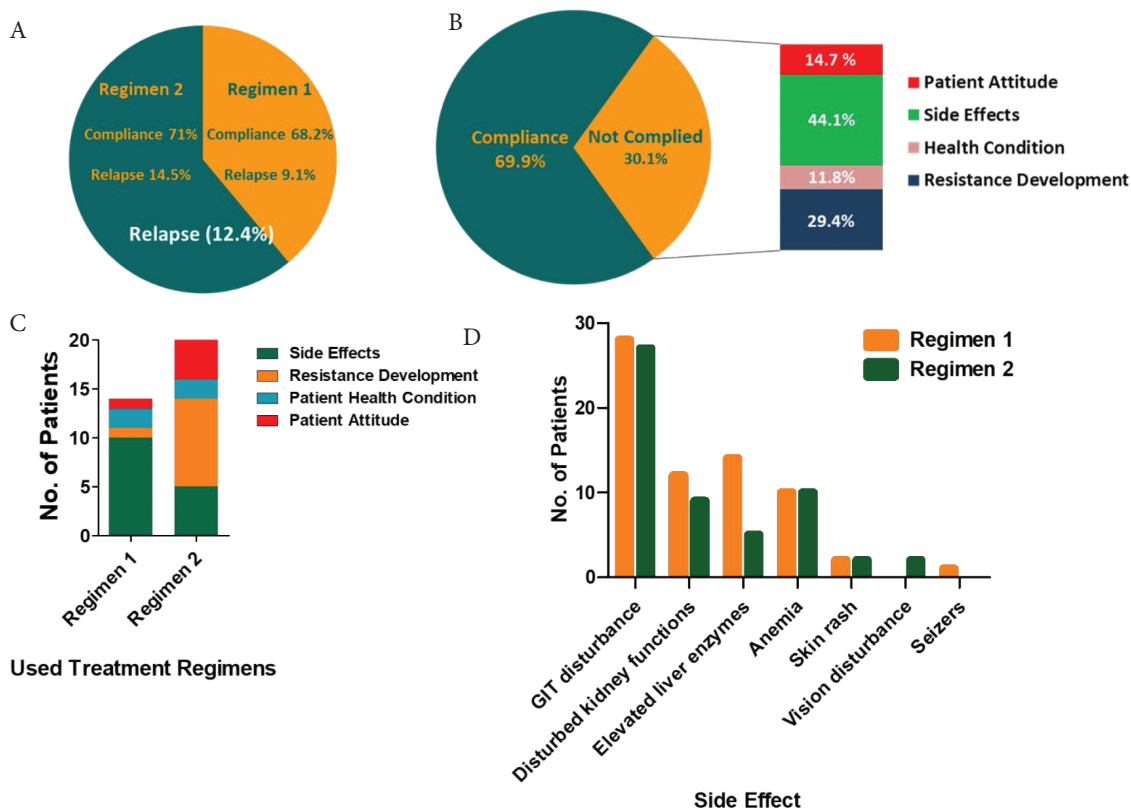 A
Regimen 2
Regimen 1
Compliance 71%
Compliance 68.2%
Relapse 14.5%
Relapse 9.1%
Relapse (12.4%)
B
Compliance
69.9%
Not Complied
30.1%
14.7 %
44.1%
11.8%
29.4%
Patient Attitude
Side Effects
Health Condition
Resistance Development
C
No. of Patients
20
15
10
5
0
Regimen 1
Regimen 2
Side Effects
Resistance Development
Patient Health Condition
Patient Attitude
Used Treatment Regimens
D
No. of Patients
30
20
10
0
Regimen 1
Regimen 2
GIT disturbance
Disturbed kidney functions
Elevated liver enzymes
Anemia
Skin rash
Vision disturbance
Seizers
Side Effect